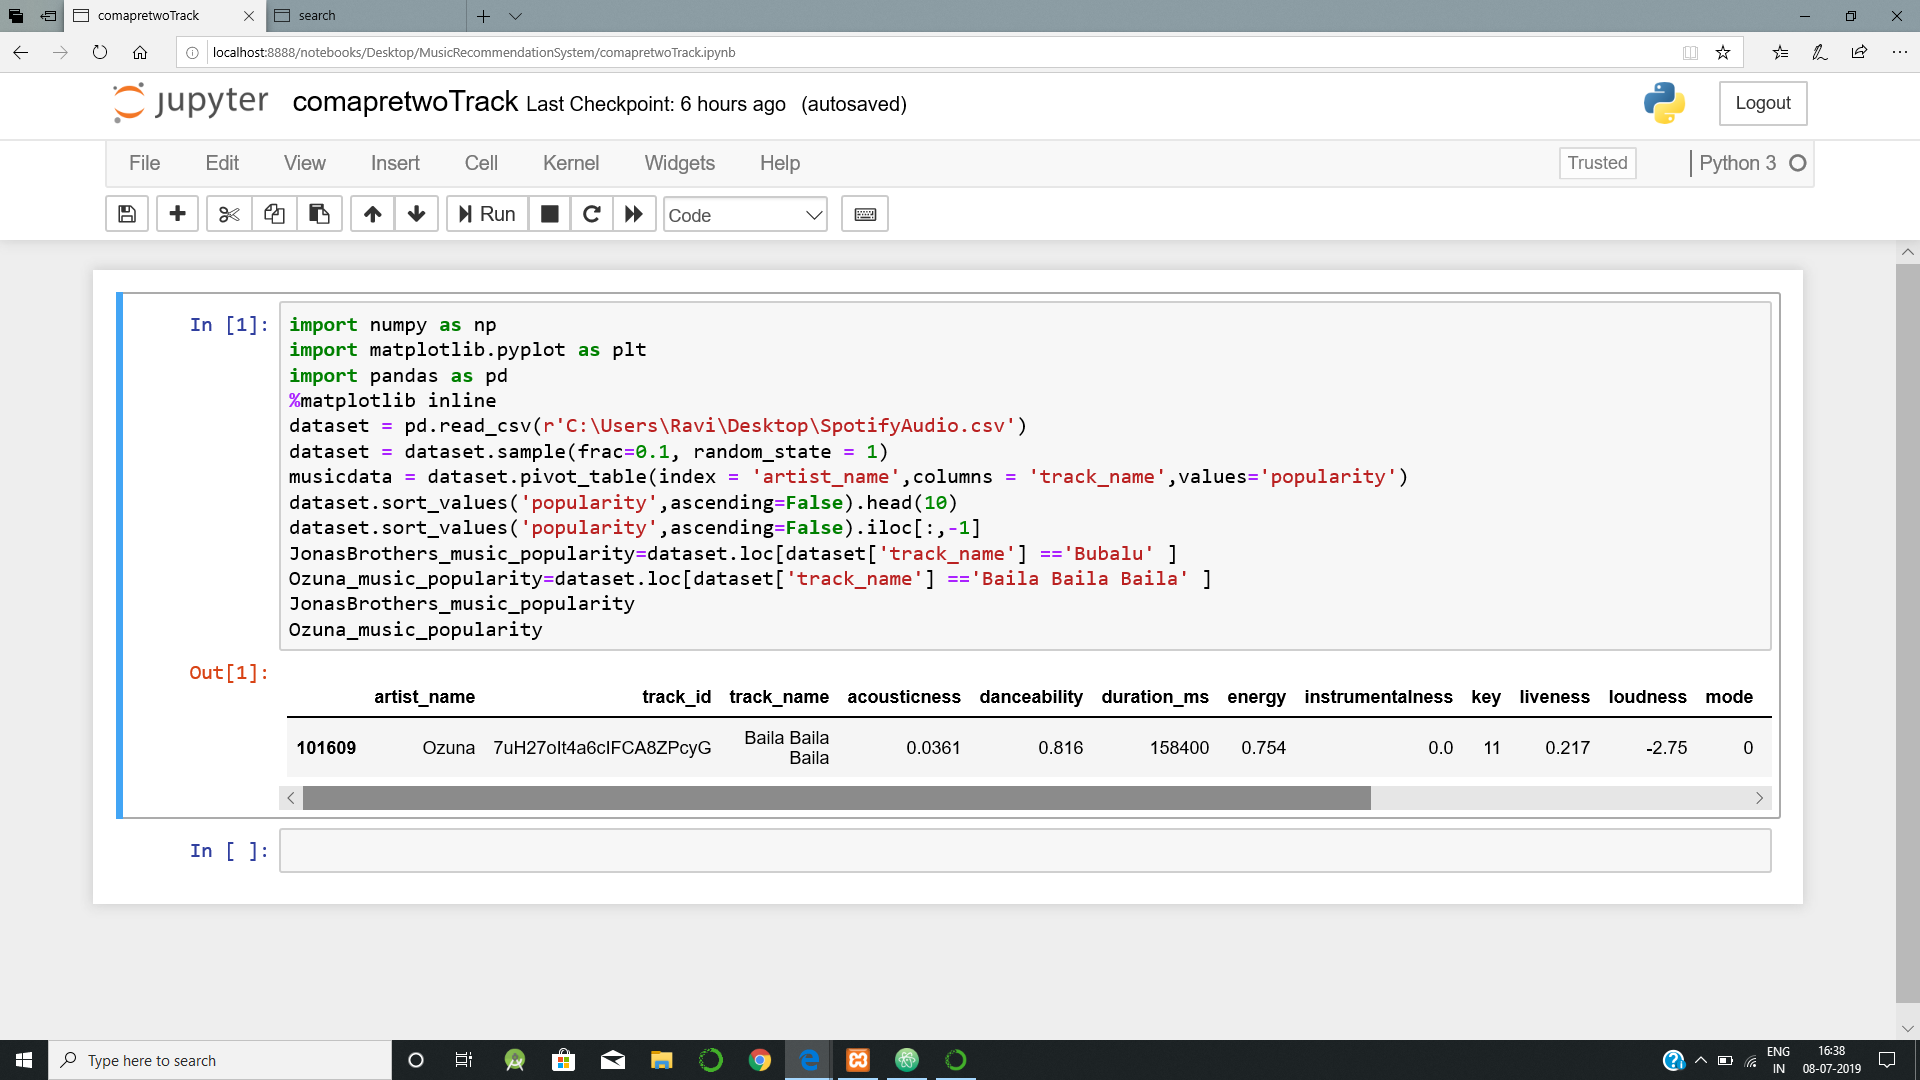 comapretwoTrack
search
localhost:8888/notebooks/Desktop/MusicRecommendationSystem/comapretwoTrack.ipynb
jupyter comapretwoTrack Last Checkpoint: 6 hours ago (autosaved)
Logout
File Edit View Insert Cell Kernel Widgets Help
Trusted
Python 3
Run
Code
In [1]:
import numpy as np
import matplotlib.pyplot as plt
import pandas as pd
%matplotlib inline
dataset = pd.read_csv(r'C:\Users\Ravi\Desktop\SpotifyAudio.csv')
dataset = dataset.sample(frac=0.1, random_state = 1)
musicdata = dataset.pivot_table(index = 'artist_name',columns = 'track_name',values='popularity')
dataset.sort_values('popularity',ascending=False).head(10)
dataset.sort_values('popularity',ascending=False).iloc[:,-1]
JonasBrothers_music_popularity=dataset.loc[dataset['track_name'] =='Bubalu' ]
Ozuna_music_popularity=dataset.loc[dataset['track_name'] =='Baila Baila Baila' ]
JonasBrothers_music_popularity
Ozuna_music_popularity
Out[1]:
artist_name track_id track_name acousticness danceability duration_ms energy instrumentalness key liveness loudness mode
101609 Ozuna 7uH27oIt4a6cIFCA8ZPcyG Baila Baila Baila 0.0361 0.816 158400 0.754 0.0 11 0.217 -2.75 0
In [ ]:
Type here to search
ENG
IN
16:38
08-07-2019